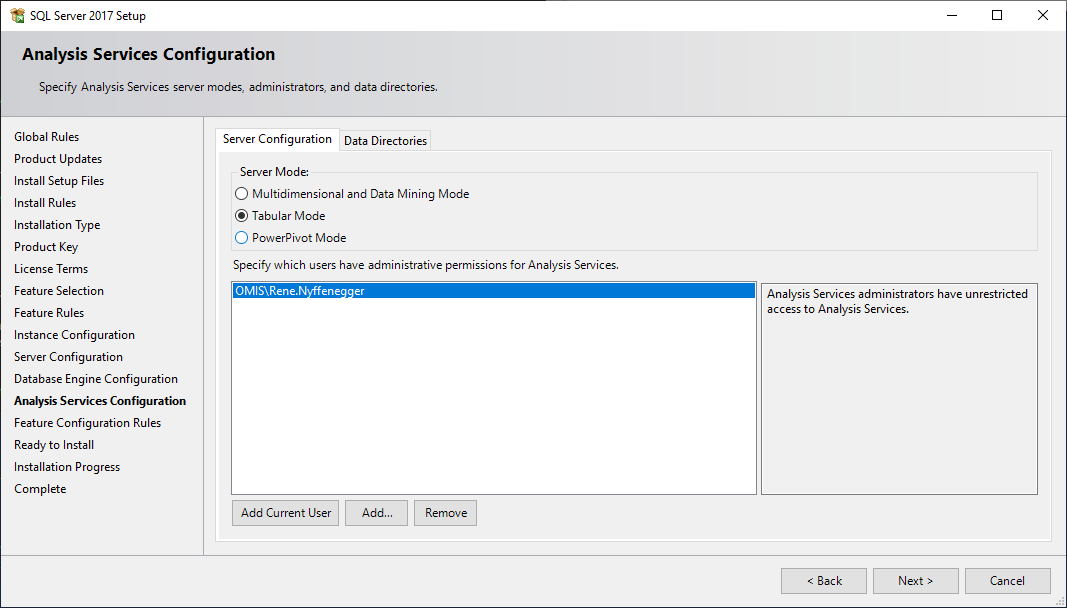 SQL Server 2017 Setup
Analysis Services Configuration
Specify Analysis Services server modes, administrators, and data directories.
Global Rules
Product Updates
Install Setup Files
Install Rules
Installation Type
Product Key
License Terms
Feature Selection
Feature Rules
Instance Configuration
Server Configuration
Database Engine Configuration
Analysis Services Configuration
Feature Configuration Rules
Ready to Install
Installation Progress
Complete
Server Configuration
Data Directories
Server Mode:
Multidimensional and Data Mining Mode
Tabular Mode
PowerPivot Mode
Specify which users have administrative permissions for Analysis Services.
OMIS\Rene.Nyffenegger
Analysis Services administrators have unrestricted
access to Analysis Services.
Add Current User
Add...
Remove
< Back
Next >
Cancel